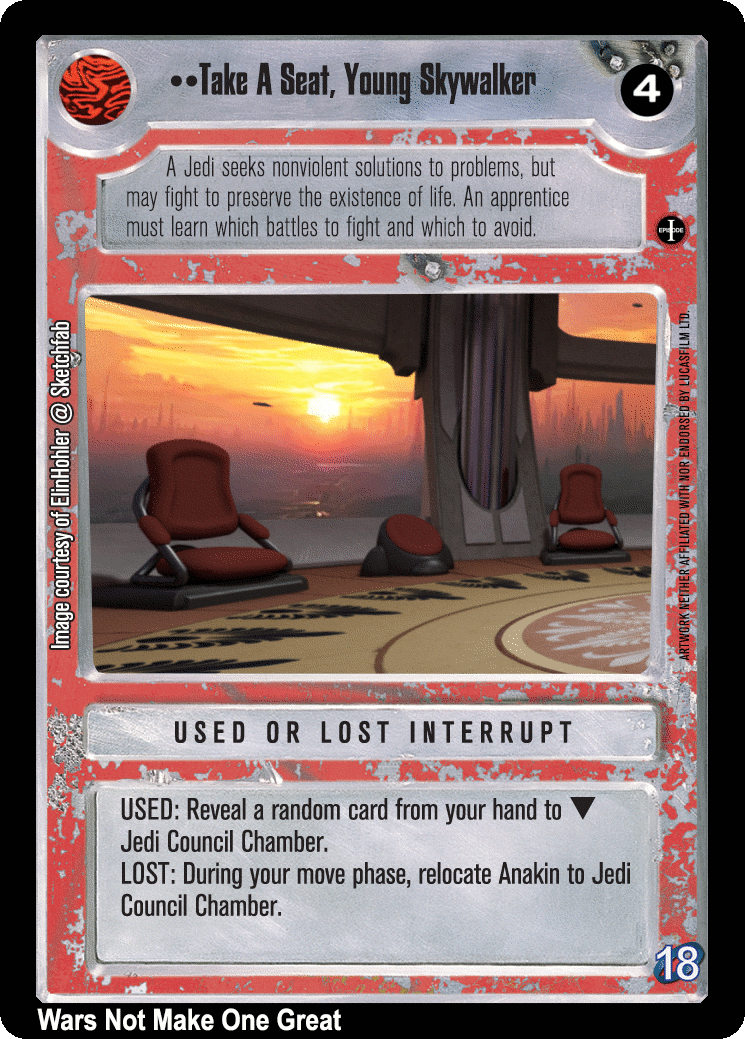 ••Take A Seat, Young Skywalker
4
A Jedi seeks nonviolent solutions to problems, but
may fight to preserve the existence of life. An apprentice
must learn which battles to fight and which to avoid.
EPISODE I
Image courtesy of EinHohler @ Sketchfab
ARTWORK NEITHER AFFILIATED WITH NOR ENDORSED BY LUCASFILM LTD.
USED OR LOST INTERRUPT
USED: Reveal a random card from your hand to ▼
Jedi Council Chamber.
LOST: During your move phase, relocate Anakin to Jedi
Council Chamber.
18
Wars Not Make One Great